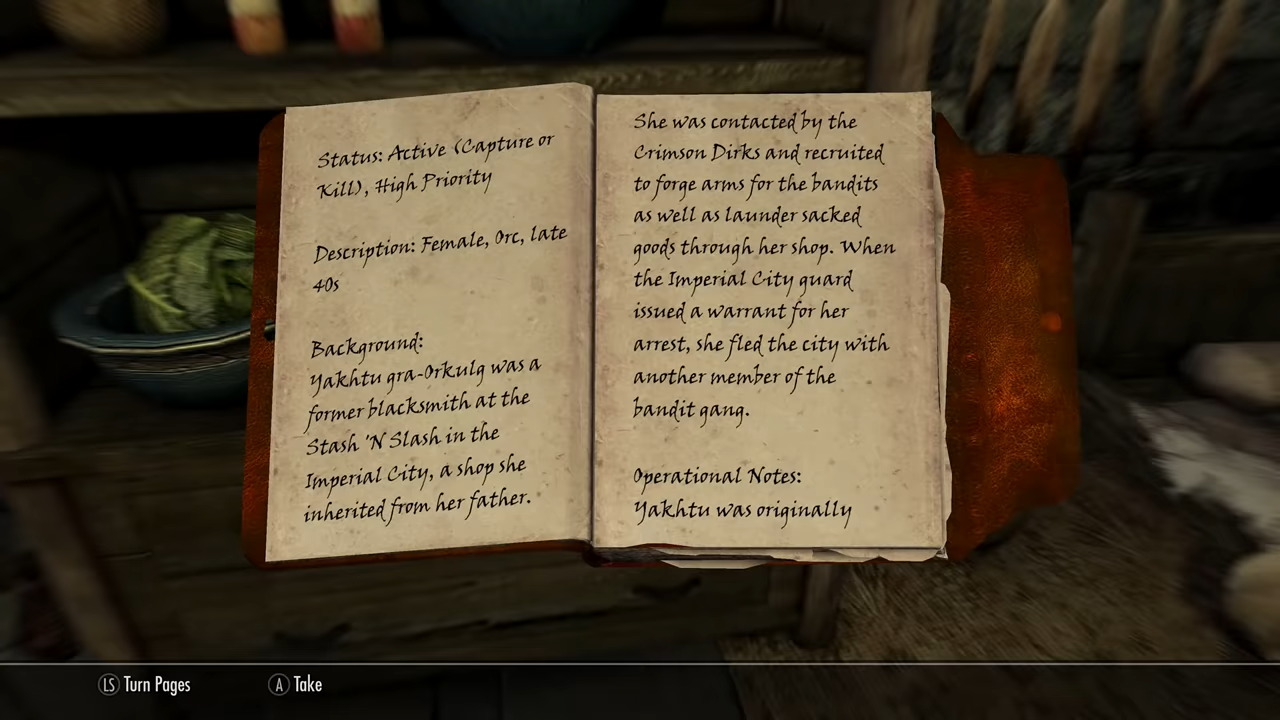 Status: Active (Capture or
Kill), High Priority
Description: Female, Orc, late
40s
Background:
Yakhtu gra-Orkulg was a
former blacksmith at the
Stash 'N Slash in the
Imperial City, a shop she
inherited from her father.
She was contacted by the
Crimson Dirks and recruited
to forge arms for the bandits
as well as launder sacked
goods through her shop. When
the Imperial City guard
issued a warrant for her
arrest, she fled the city with
another member of the
bandit gang.
Operational Notes:
Yakhtu was originally
LS Turn Pages
A Take